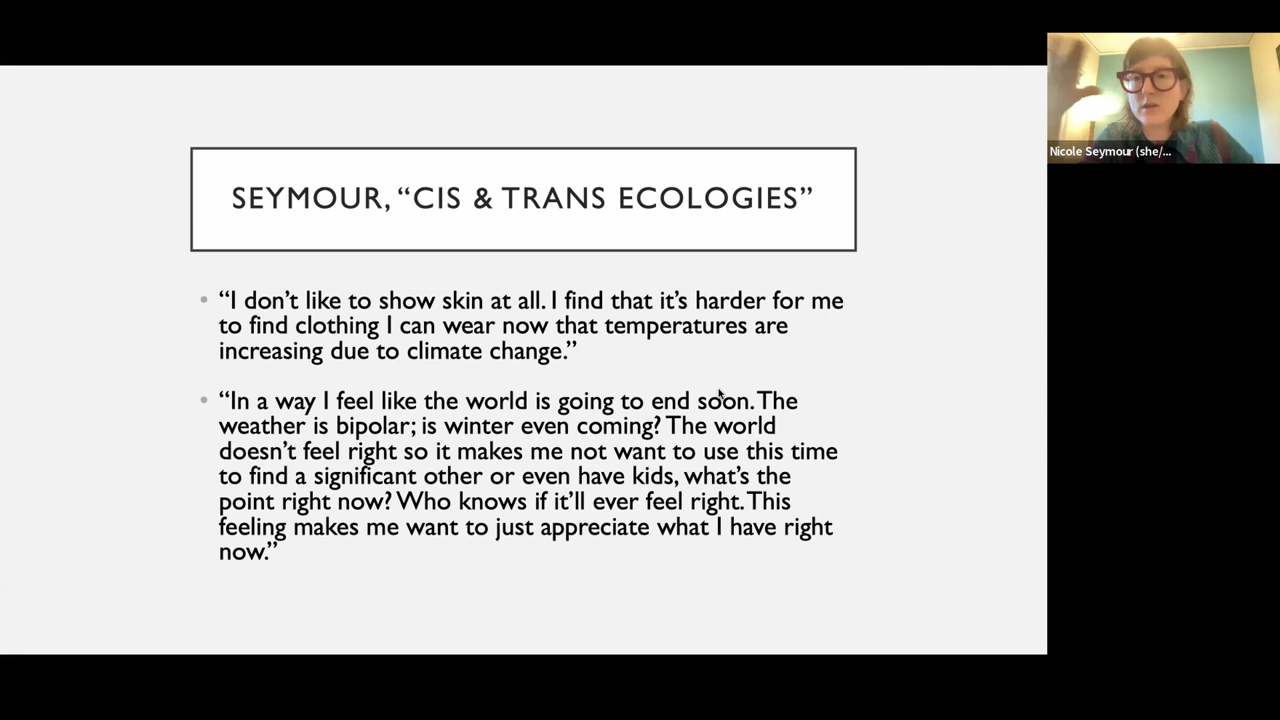 SEYMOUR, “CIS & TRANS ECOLOGIES”
• “I don’t like to show skin at all. I find that it’s harder for me
to find clothing I can wear now that temperatures are
increasing due to climate change.”
• “In a way I feel like the world is going to end soon. The
weather is bipolar; is winter even coming? The world
doesn’t feel right so it makes me not want to use this time
to find a significant other or even have kids, what’s the
point right now? Who knows if it’ll ever feel right. This
feeling makes me want to just appreciate what I have right
now.”
Nicole Seymour (she/...